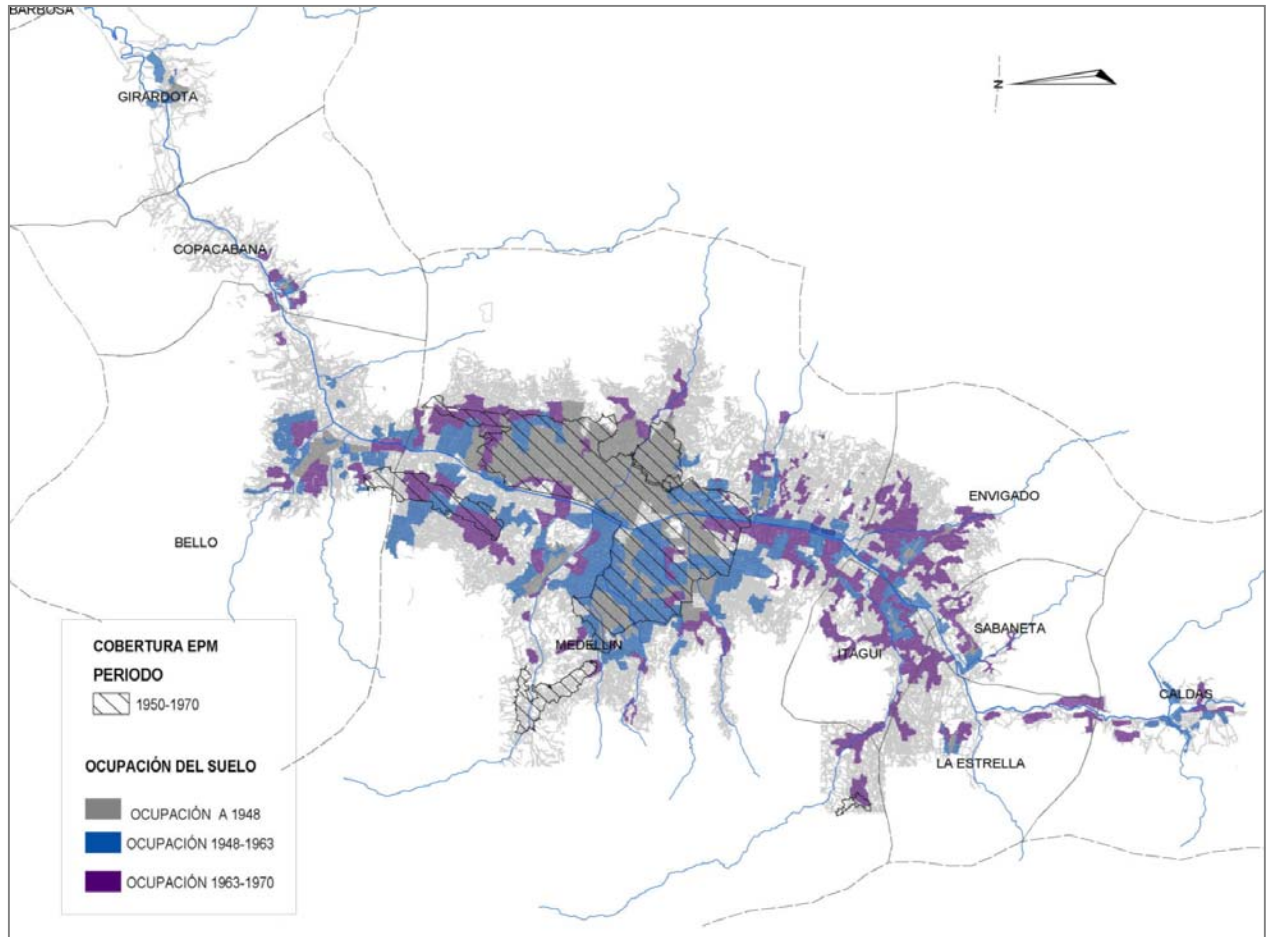 BARBOSA
GIRARDOTA
N
COPACABANA
ENVIGADO
BELLO
SABANETA
MEDELLIN
ITAGUI
CALDAS
LA ESTRELLA
COBERTURA EPM
PERIODO
1950-1970
OCUPACIÓN DEL SUELO
OCUPACIÓN A 1948
OCUPACIÓN 1948-1963
OCUPACIÓN 1963-1970